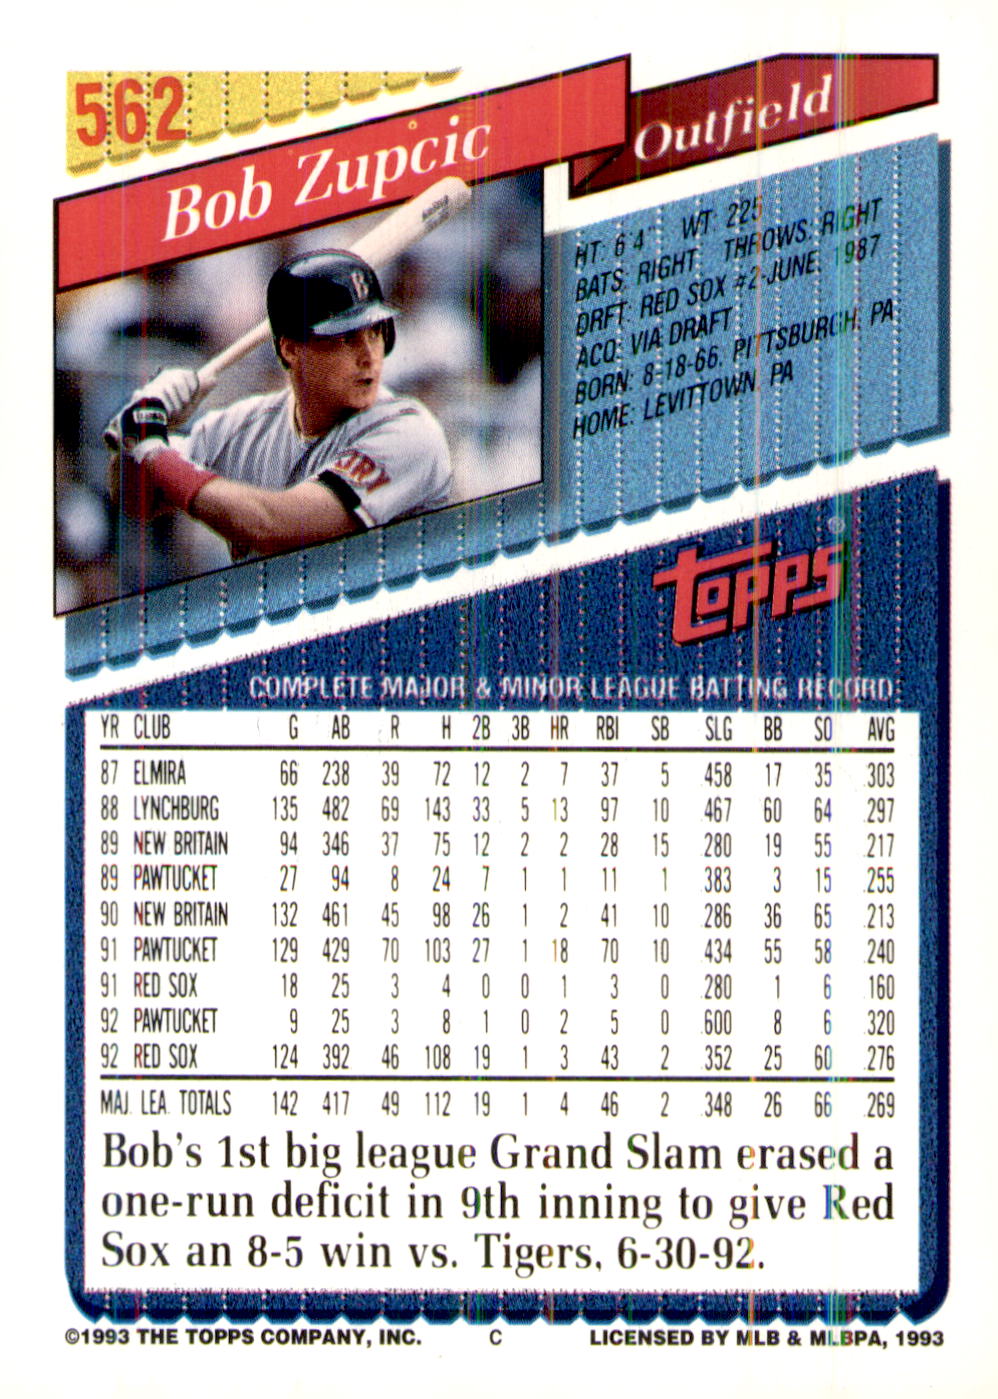 562
Bob Zupcic
Outfield
HT: 6'4" WT: 225
BATS: RIGHT THROWS: RIGHT
DRFT: RED SOX #2-JUNE, 1987
ACQ: VIA DRAFT
BORN: 8-18-66, PITTSBURGH, PA
HOME: LEVITTOWN, PA
B
Topps®
COMPLETE MAJOR & MINOR LEAGUE BATTING RECORD
YR CLUB G AB R H 2B 3B HR RBI SB SLG BB SO AVG
87 ELMIRA 66 238 39 72 12 2 7 37 5 .458 17 35 .303
88 LYNCHBURG 135 482 69 143 33 5 13 97 10 .467 60 64 .297
89 NEW BRITAIN 94 346 37 75 12 2 2 28 15 .280 19 55 .217
89 PAWTUCKET 27 94 8 24 7 1 1 11 1 .383 3 15 .255
90 NEW BRITAIN 132 461 45 98 26 1 2 41 10 .286 36 65 .213
91 PAWTUCKET 129 429 70 103 27 1 18 70 10 .434 55 58 .240
91 RED SOX 18 25 3 4 0 0 1 3 0 .280 1 6 .160
92 PAWTUCKET 9 25 3 8 1 0 2 5 0 .600 8 6 .320
92 RED SOX 124 392 46 108 19 1 3 43 2 .352 25 60 .276
MAJ. LEA. TOTALS 142 417 49 112 19 1 4 46 2 .348 26 66 .269
Bob's 1st big league Grand Slam erased a
one-run deficit in 9th inning to give Red
Sox an 8-5 win vs. Tigers, 6-30-92.
©1993 THE TOPPS COMPANY, INC. C LICENSED BY MLB & MLBPA, 1993